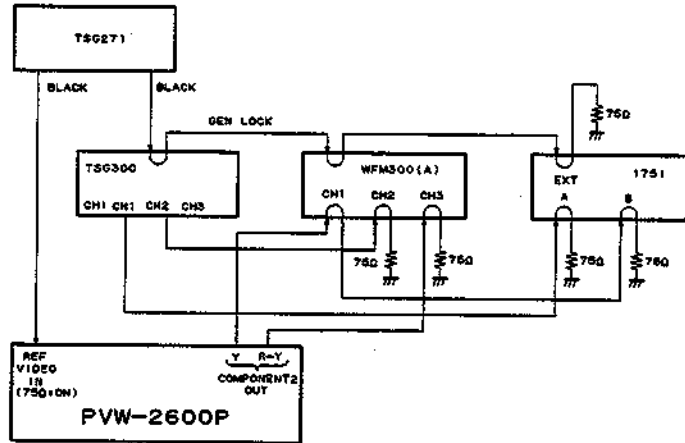 TSG271
BLACK
BLACK
GEN LOCK
75Ω
TSG300
CH1 CH1 CH2 CH3
WFM300(A)
CH1 CH2 CH3
1751
EXT
A B
75Ω
75Ω
75Ω
75Ω
REF
VIDEO
IN
(75Ω:ON)
Y R-Y
COMPONENT2
OUT
PVW-2600P